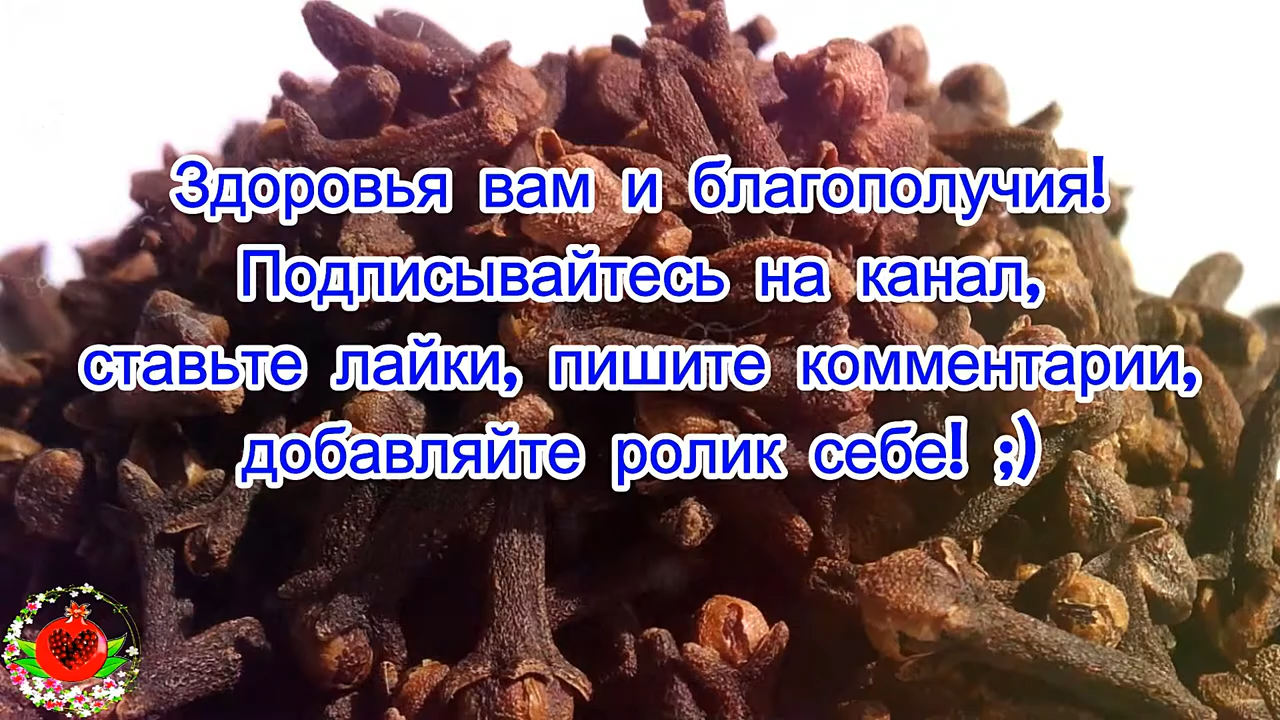 Здоровья вам и благополучия!
Подписывайтесь на канал,
ставьте лайки, пишите комментарии,
добавляйте ролик себе! ;)